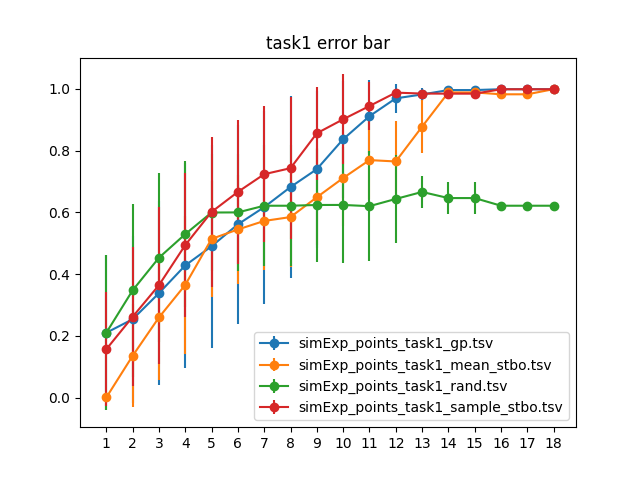 task1 error bar
1.0
0.8
0.6
0.4
0.2
0.0
simExp_points_task1_gp.tsv
simExp_points_task1_mean_stbo.tsv
simExp_points_task1_rand.tsv
simExp_points_task1_sample_stbo.tsv
1 2 3 4 5 6 7 8 9 10 11 12 13 14 15 16 17 18